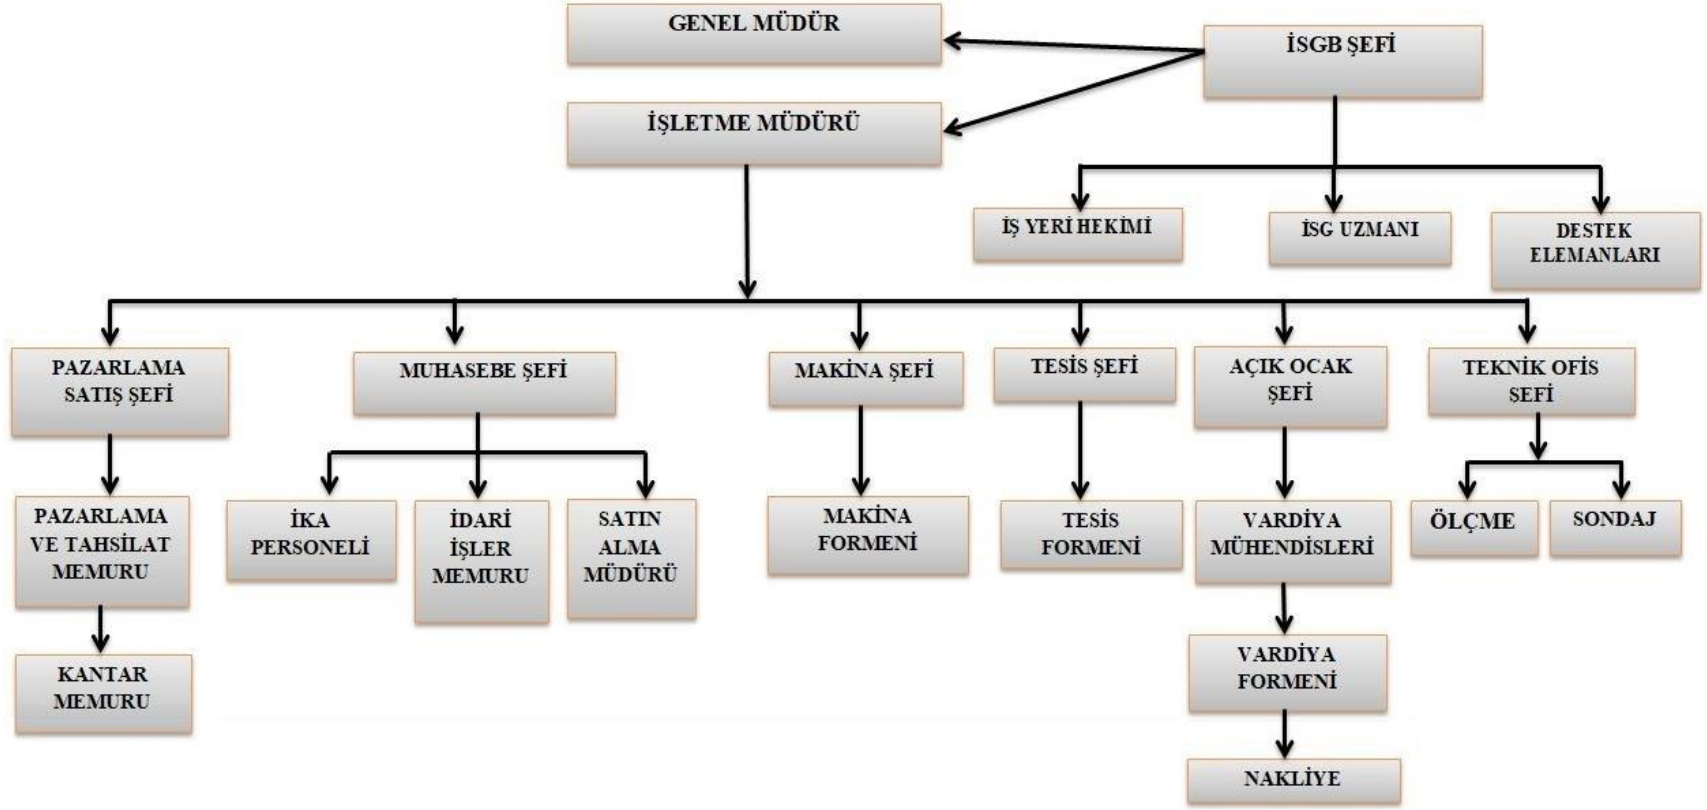 GENEL MÜDÜR
İSGB ŞEFİ
İŞLETME MÜDÜRÜ
İŞ YERİ HEKİMİ
İSG UZMANI
DESTEK
ELEMANLARI
PAZARLAMA
SATIŞ ŞEFİ
MUHASEBE ŞEFİ
MAKİNA ŞEFİ
TESİS ŞEFİ
AÇIK OCAK
ŞEFİ
TEKNİK OFİS
SEFİ
PAZARLAMA
VE TAHSİLAT
MEMURU
İKA
PERSONELİ
İDARİ
İŞLER
MEMURU
SATIN
ALMA
MÜDÜRÜ
MAKİNA
FORMENİ
TESİS
FORMENİ
VARDİYA
MÜHENDİSLERİ
ÖLÇME
SONDAJ
KANTAR
MEMURU
VARDİYA
FORMENİ
NAKLİYE